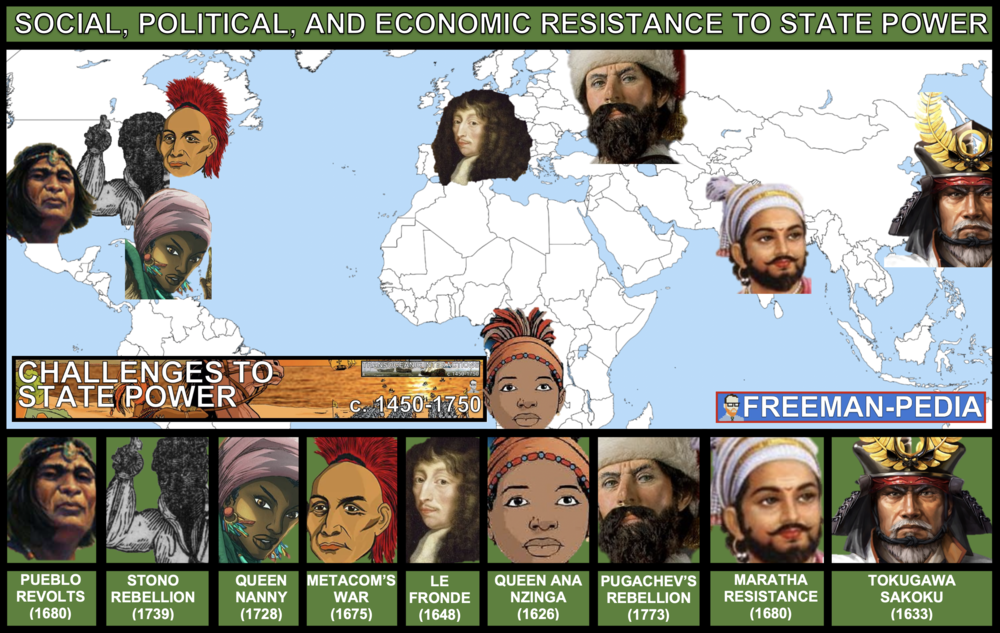 SOCIAL, POLITICAL, AND ECONOMIC RESISTANCE TO STATE POWER
CHALLENGES TO
STATE POWER
c. 1450-1750
FREEMAN-PEDIA
PUEBLO
REVOLTS
(1680)
STONO
REBELLION
(1739)
QUEEN
NANNY
(1728)
METACOM'S
WAR
(1675)
LE
FRONDE
(1648)
QUEEN ANA
NZINGA
(1626)
PUGACHEV'S
REBELLION
(1773)
MARATHA
RESISTANCE
(1680)
TOKUGAWA
SAKOKU
(1633)